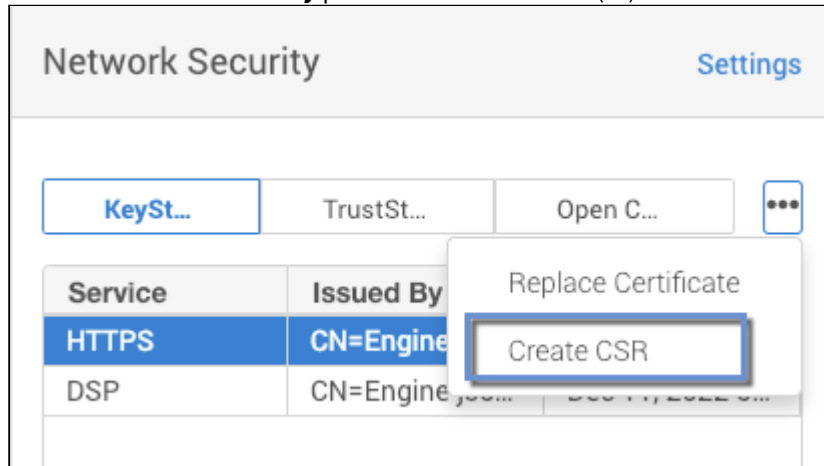 Network Security
Settings
KeySt...
TrustSt...
Open C...
•••
Replace Certificate
Create CSR
Service
Issued By
HTTPS
CN=Engine
DSP
CN=Engine